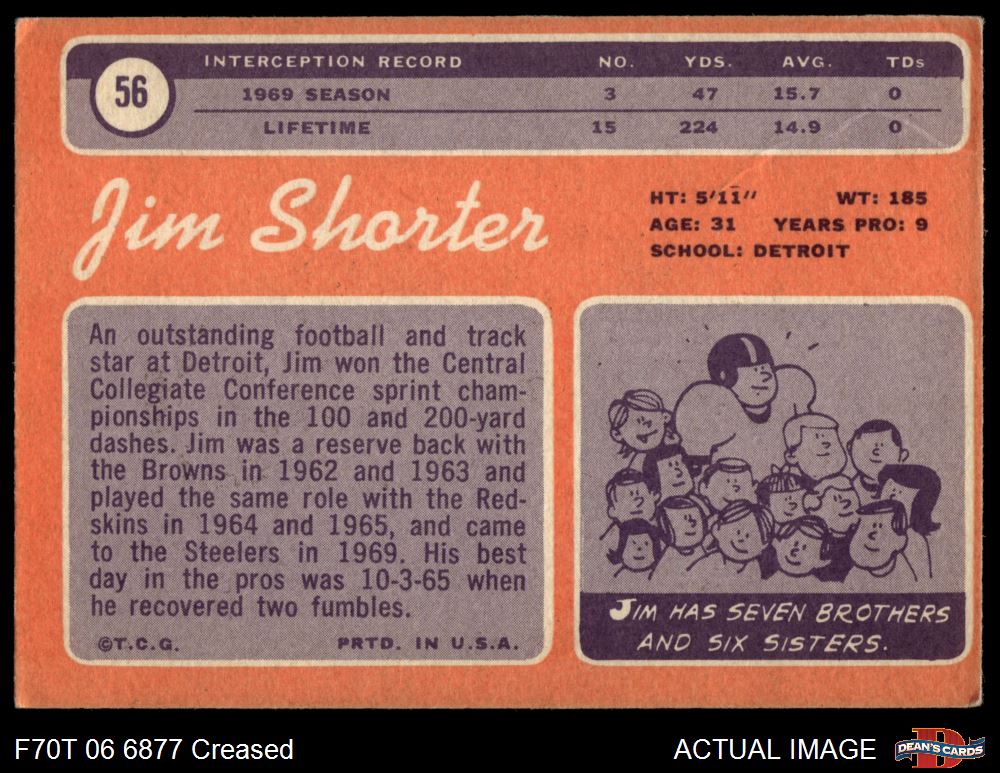 56
INTERCEPTION RECORD NO. YDS. AVG. TDs
1969 SEASON 3 47 15.7 0
LIFETIME 15 224 14.9 0
Jim Shorter
HT: 5'11" WT: 185
AGE: 31 YEARS PRO: 9
SCHOOL: DETROIT
An outstanding football and track
star at Detroit, Jim won the Central
Collegiate Conference sprint cham-
pionships in the 100 and 200-yard
dashes. Jim was a reserve back with
the Browns in 1962 and 1963 and
played the same role with the Red-
skins in 1964 and 1965, and came
to the Steelers in 1969. His best
day in the pros was 10-3-65 when
he recovered two fumbles.
©T.C.G. PRTD. IN U.S.A.
JIM HAS SEVEN BROTHERS
AND SIX SISTERS.
F70T 06 6877 Creased
ACTUAL IMAGE
D
DEAN'S CARDS